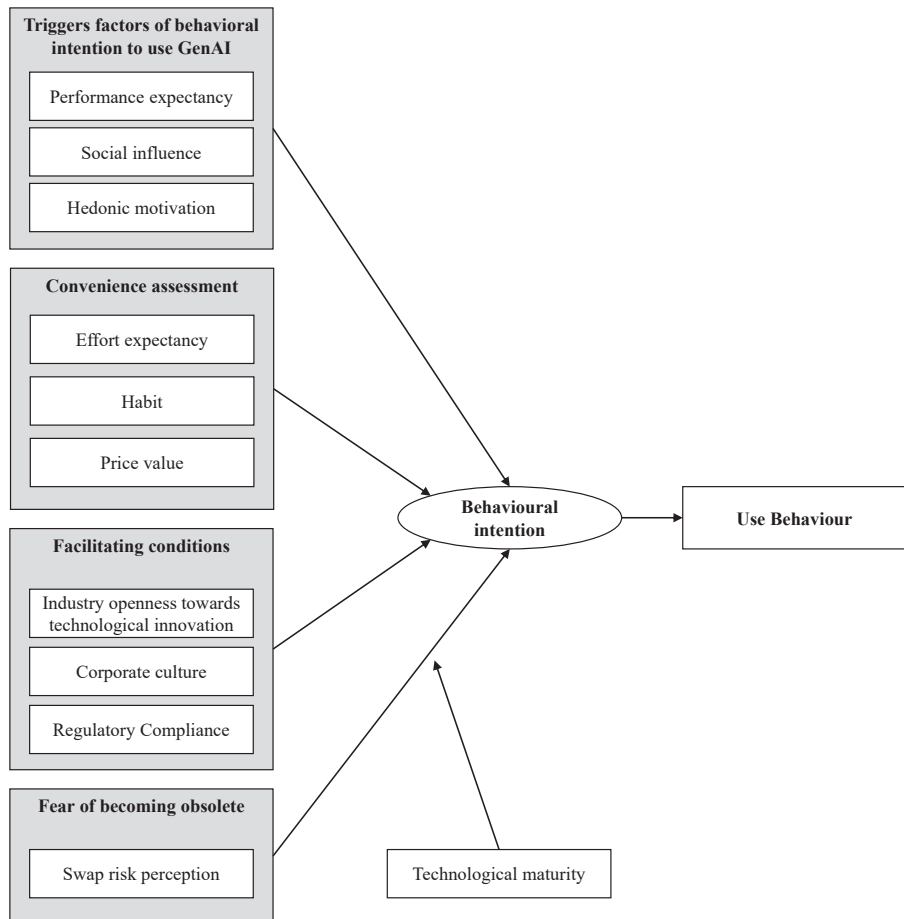 Triggers factors of behavioral
intention to use GenAI
Performance expectancy
Social influence
Hedonic motivation
Convenience assessment
Effort expectancy
Habit
Price value
Behavioural
intention
Use Behaviour
Facilitating conditions
Industry openness towards
technological innovation
Corporate culture
Regulatory Compliance
Fear of becoming obsolete
Swap risk perception
Technological maturity